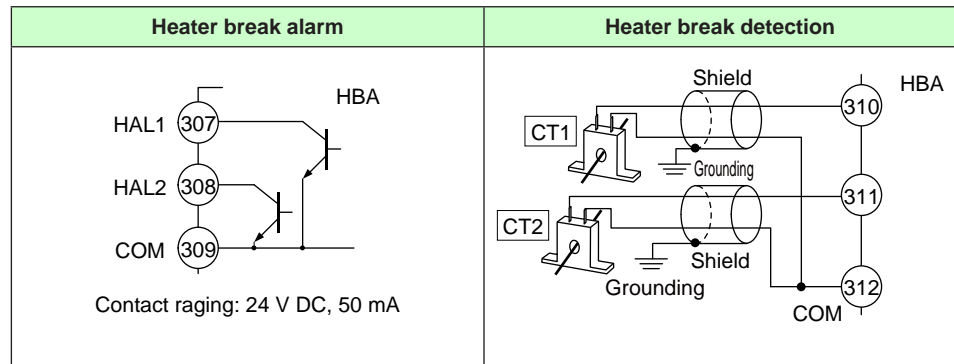 Heater break alarm
Heater break detection
HBA
HAL1 307
HAL2 308
COM 309
Contact raging: 24 V DC, 50 mA
Shield
HBA
310
CT1
Grounding
311
CT2
Shield
Grounding
312
COM